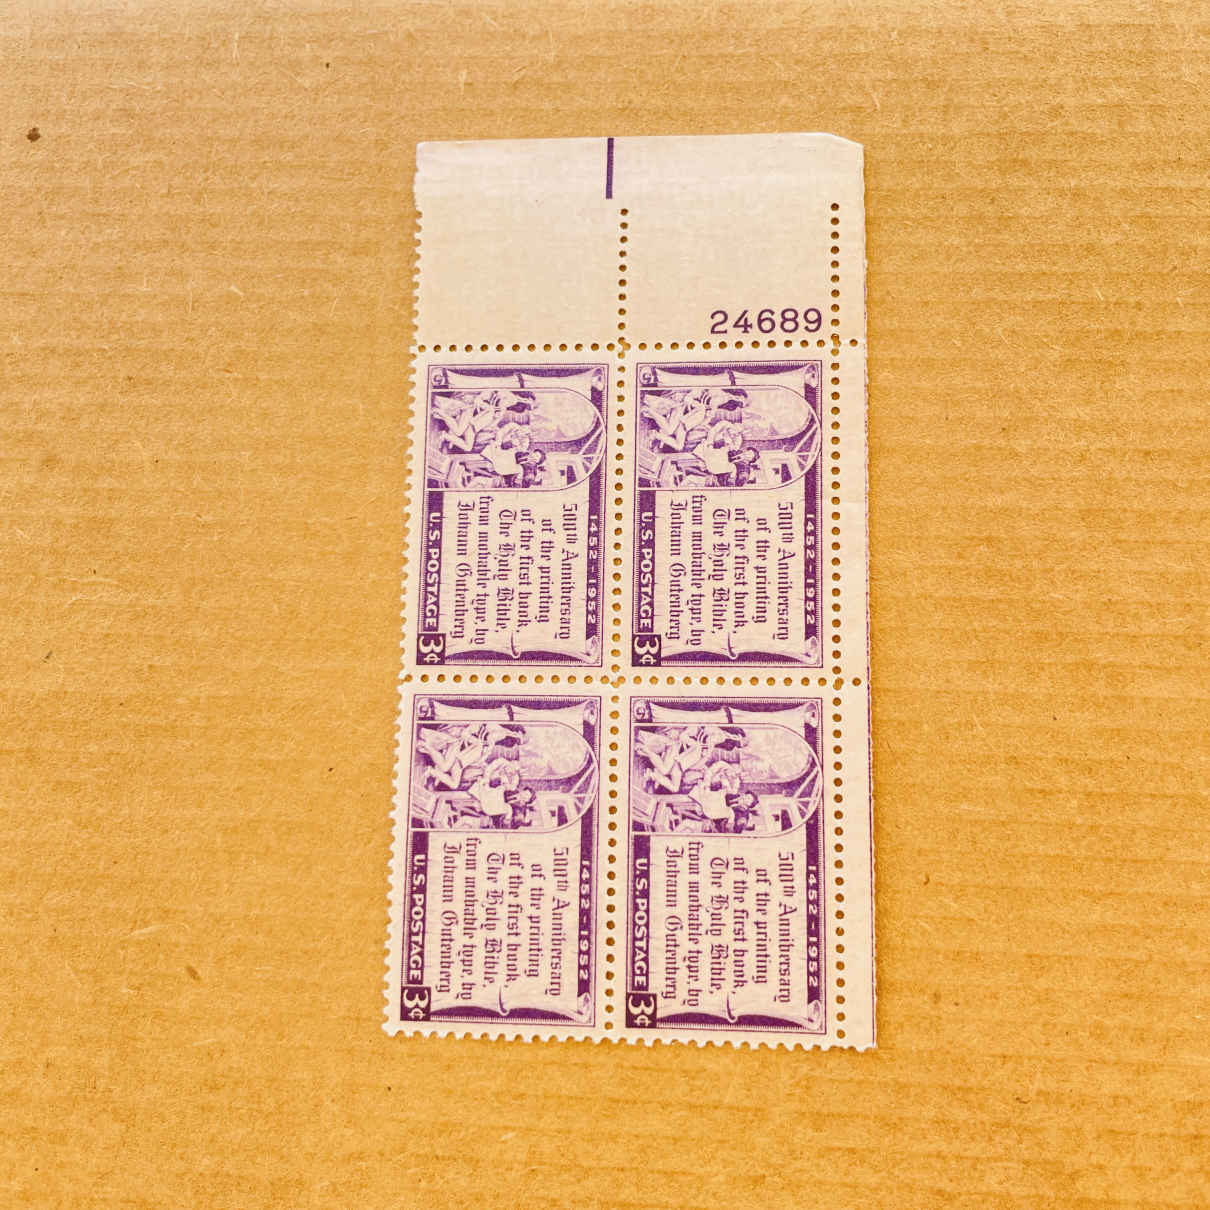 24689
1452-1952
500th Anniversary
of the printing
of the first book,
The Holy Bible,
from movable type, by
Johann Gutenberg
U.S. POSTAGE 3¢
1452-1952
500th Anniversary
of the printing
of the first book,
The Holy Bible,
from movable type, by
Johann Gutenberg
U.S. POSTAGE 3¢
1452-1952
500th Anniversary
of the printing
of the first book,
The Holy Bible,
from movable type, by
Johann Gutenberg
U.S. POSTAGE 3¢
1452-1952
500th Anniversary
of the printing
of the first book,
The Holy Bible,
from movable type, by
Johann Gutenberg
U.S. POSTAGE 3¢